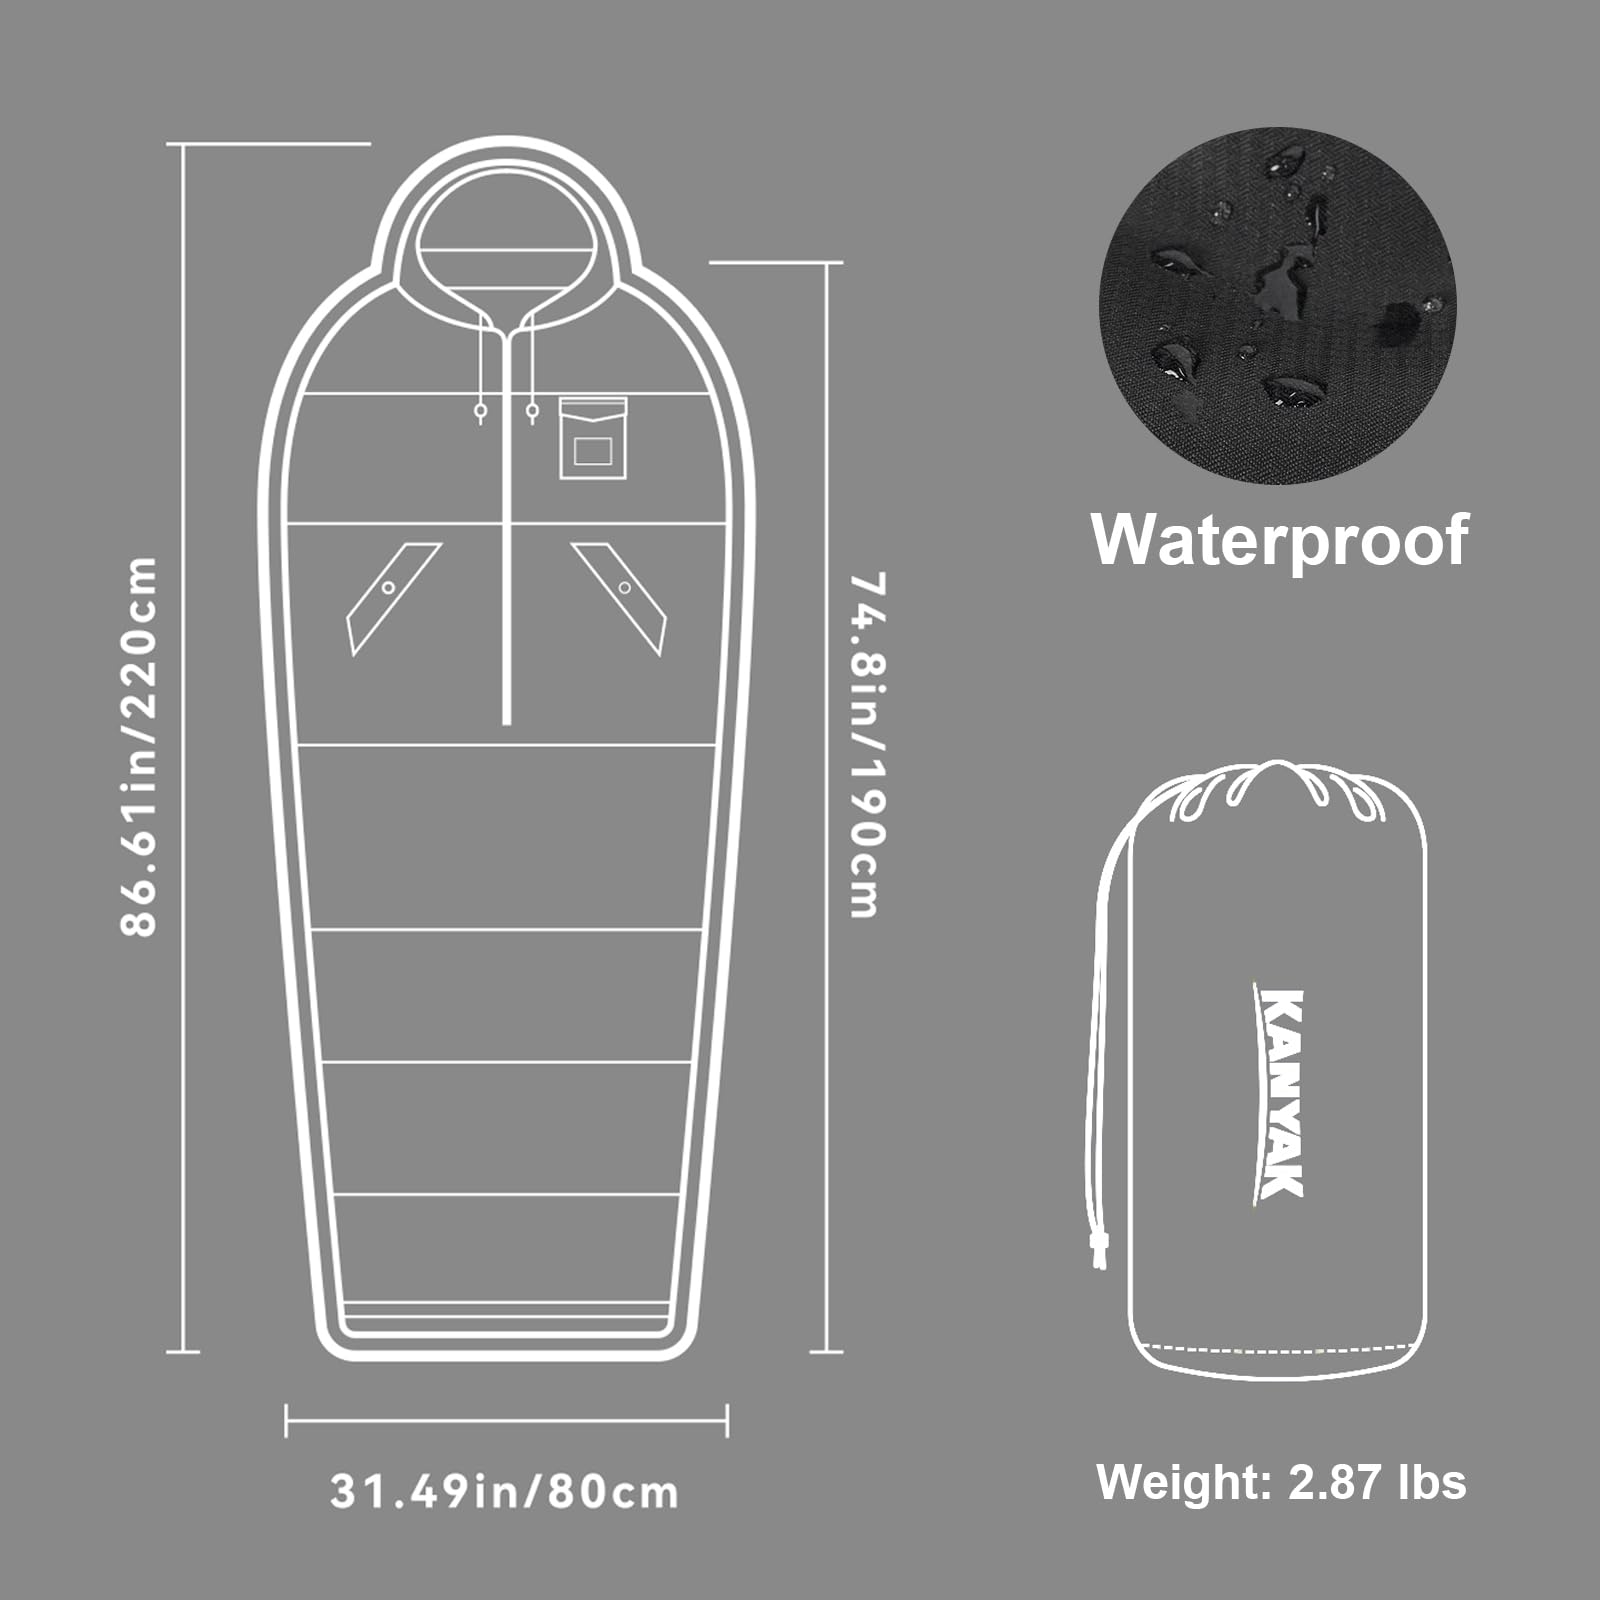 86.61in/220cm
74.8in/190cm
31.49in/80cm
Waterproof
KANYAK
Weight: 2.87 lbs